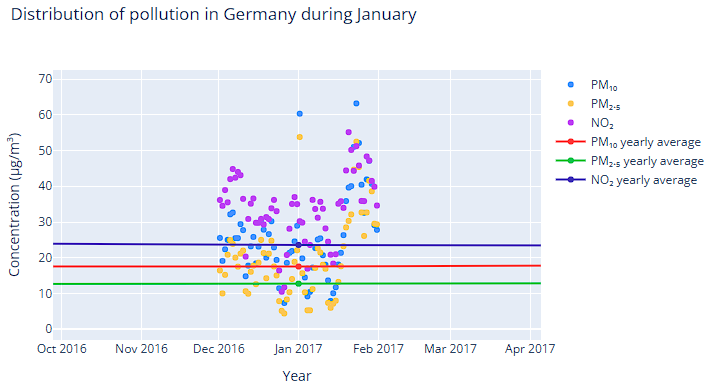 Distribution of pollution in Germany during January
Concentration (μg/m³)
70
60
50
40
30
20
10
0
Oct 2016 Nov 2016 Dec 2016 Jan 2017 Feb 2017 Mar 2017 Apr 2017
Year
PM₁₀
PM₂.₅
NO₂
PM₁₀ yearly average
PM₂.₅ yearly average
NO₂ yearly average